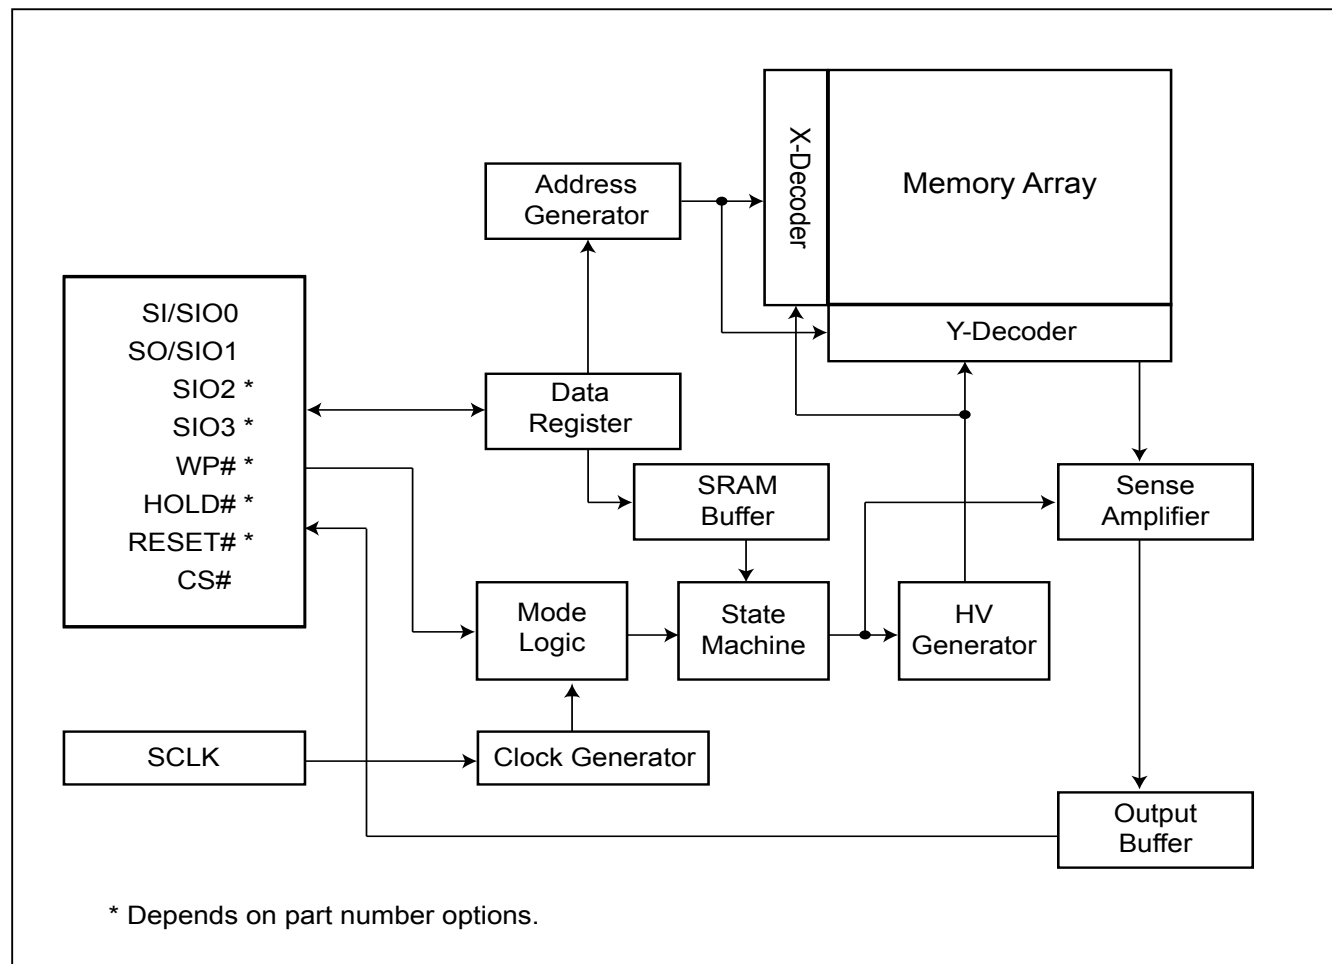 X-Decoder
Memory Array
Address
Generator
Y-Decoder
SI/SIO0
SO/SIO1
SIO2 *
SIO3 *
WP# *
HOLD# *
RESET# *
CS#
Data
Register
SRAM
Buffer
Sense
Amplifier
Mode
Logic
State
Machine
HV
Generator
SCLK
Clock Generator
Output
Buffer
* Depends on part number options.